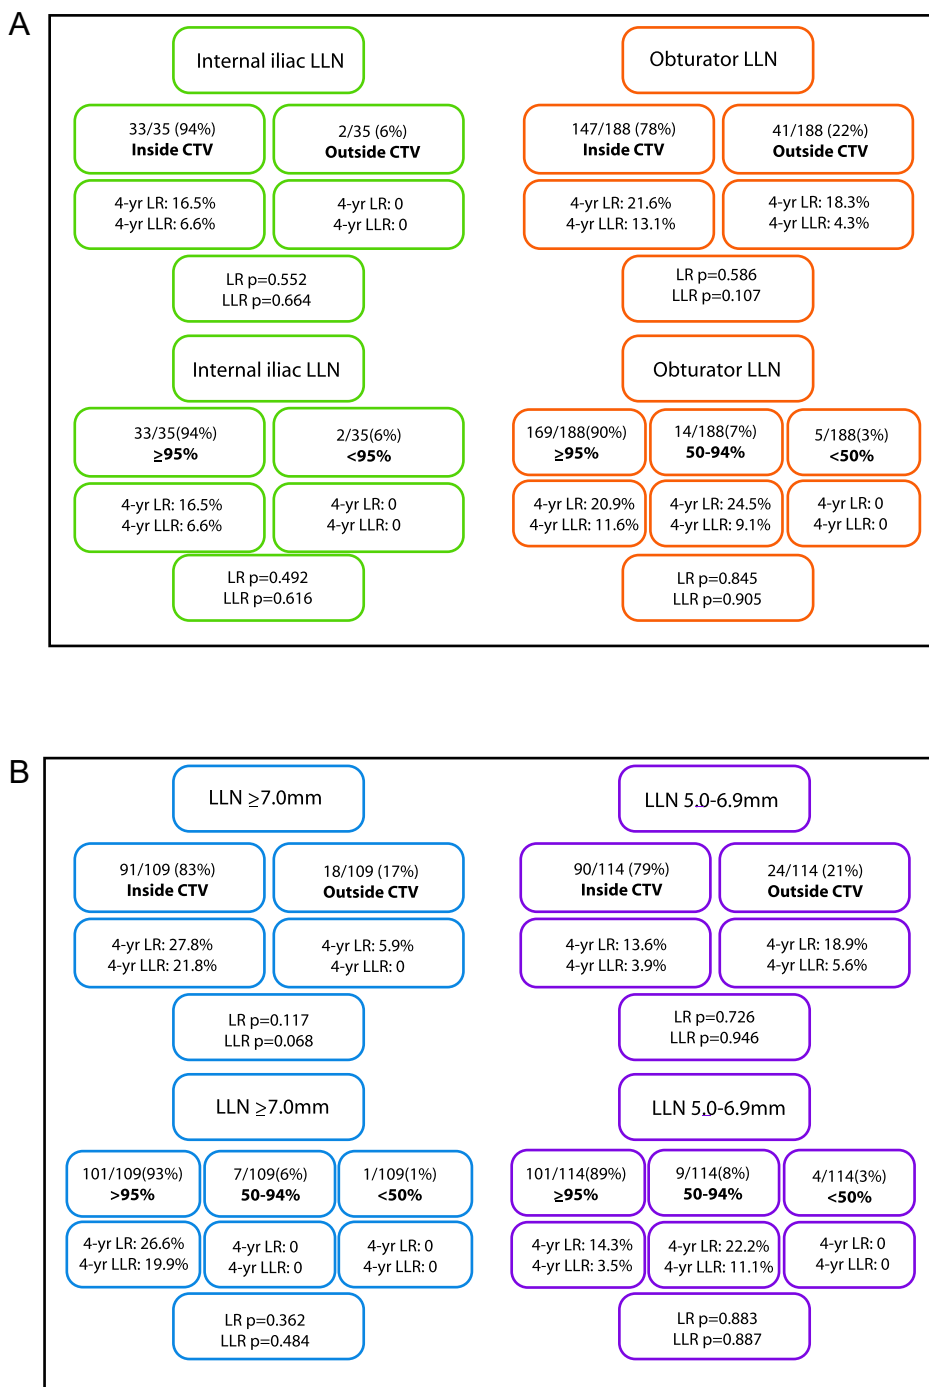 A
Internal iliac LLN
33/35 (94%)
Inside CTV
2/35 (6%)
Outside CTV
4-yr LR: 16.5%
4-yr LLR: 6.6%
4-yr LR: 0
4-yr LLR: 0
LR p=0.552
LLR p=0.664
Internal iliac LLN
33/35(94%)
≥95%
2/35(6%)
<95%
4-yr LR: 16.5%
4-yr LLR: 6.6%
4-yr LR: 0
4-yr LLR: 0
LR p=0.492
LLR p=0.616
Obturator LLN
147/188 (78%)
Inside CTV
41/188 (22%)
Outside CTV
4-yr LR: 21.6%
4-yr LLR: 13.1%
4-yr LR: 18.3%
4-yr LLR: 4.3%
LR p=0.586
LLR p=0.107
Obturator LLN
169/188(90%)
≥95%
14/188(7%)
50-94%
5/188(3%)
<50%
4-yr LR: 20.9%
4-yr LLR: 11.6%
4-yr LR: 24.5%
4-yr LLR: 9.1%
4-yr LR: 0
4-yr LLR: 0
LR p=0.845
LLR p=0.905
B
LLN ≥7.0mm
91/109 (83%)
Inside CTV
18/109 (17%)
Outside CTV
4-yr LR: 27.8%
4-yr LLR: 21.8%
4-yr LR: 5.9%
4-yr LLR: 0
LR p=0.117
LLR p=0.068
LLN ≥7.0mm
101/109(93%)
>95%
7/109(6%)
50-94%
1/109(1%)
<50%
4-yr LR: 26.6%
4-yr LLR: 19.9%
4-yr LR: 0
4-yr LLR: 0
4-yr LR: 0
4-yr LLR: 0
LR p=0.362
LLR p=0.484
LLN 5.0-6.9mm
90/114 (79%)
Inside CTV
24/114 (21%)
Outside CTV
4-yr LR: 13.6%
4-yr LLR: 3.9%
4-yr LR: 18.9%
4-yr LLR: 5.6%
LR p=0.726
LLR p=0.946
LLN 5.0-6.9mm
101/114(89%)
≥95%
9/114(8%)
50-94%
4/114(3%)
<50%
4-yr LR: 14.3%
4-yr LLR: 3.5%
4-yr LR: 22.2%
4-yr LLR: 11.1%
4-yr LR: 0
4-yr LLR: 0
LR p=0.883
LLR p=0.887